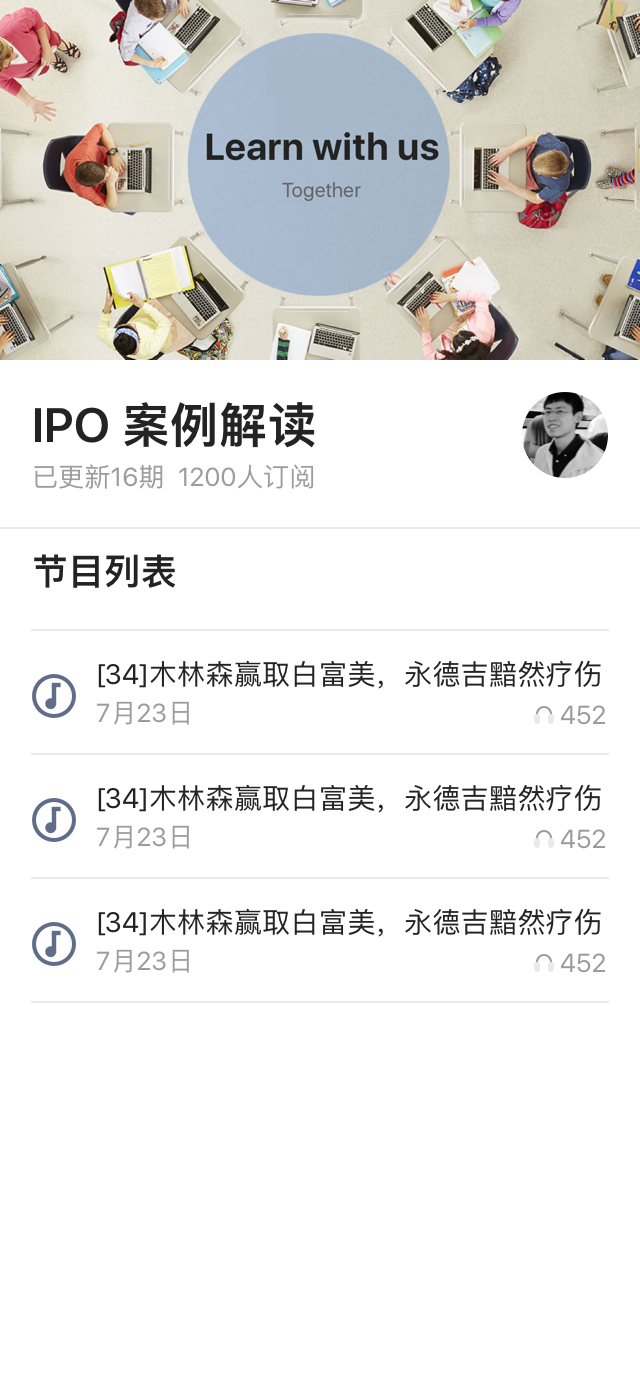 Learn with us
Together
IPO 案例解读
已更新16期 1200人订阅
节目列表
[34]木林森赢取白富美，永德吉黯然疗伤
7月23日
452
[34]木林森赢取白富美，永德吉黯然疗伤
7月23日
452
[34]木林森赢取白富美，永德吉黯然疗伤
7月23日
452